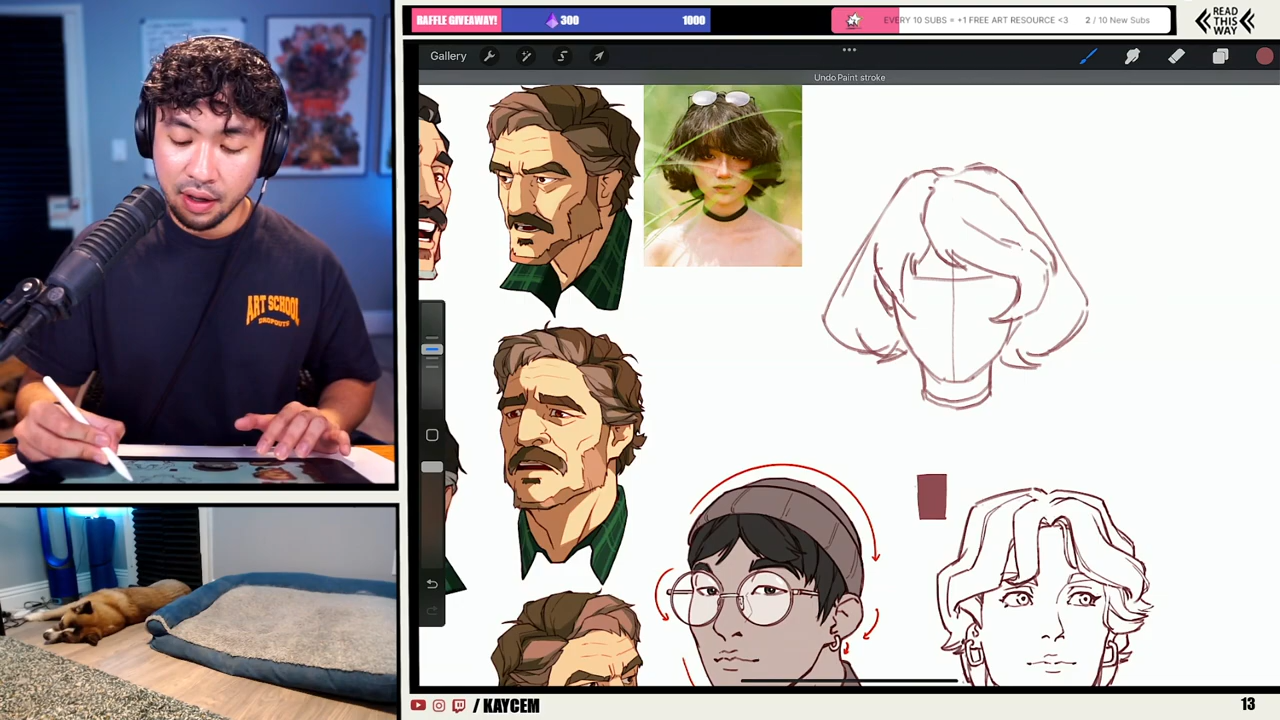 RAFFLE GIVEAWAY!
300
1000
EVERY 10 SUBS = +1 FREE ART RESOURCE <3
2 / 10 New Subs
READ
THIS
WAY
Gallery
Undo Paint stroke
ART SCHOOL
DROPOUTS
/ KAYCEM
13